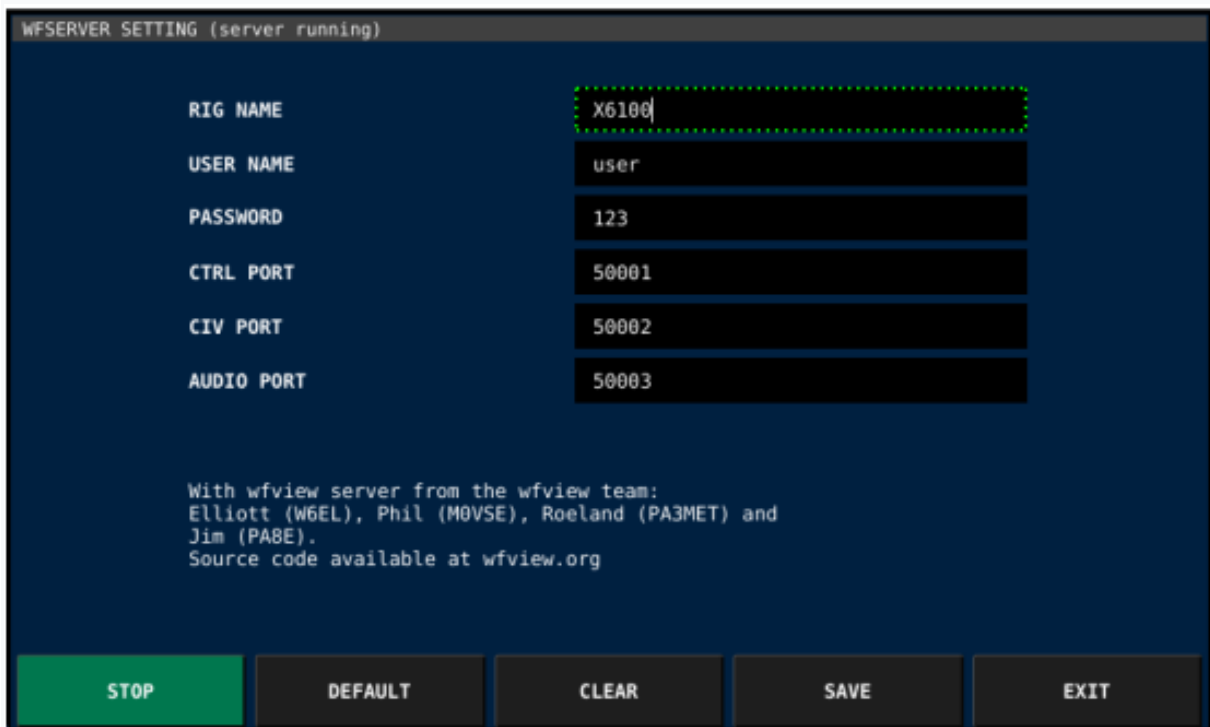 WFSERVER SETTING (server running)
RIG NAME X6100
USER NAME user
PASSWORD 123
CTRL PORT 50001
CIV PORT 50002
AUDIO PORT 50003
With wfview server from the wfview team:
Elliott (W6EL), Phil (M0VSE), Roeland (PA3MET) and
Jim (PA8E).
Source code available at wfview.org
STOP DEFAULT CLEAR SAVE EXIT